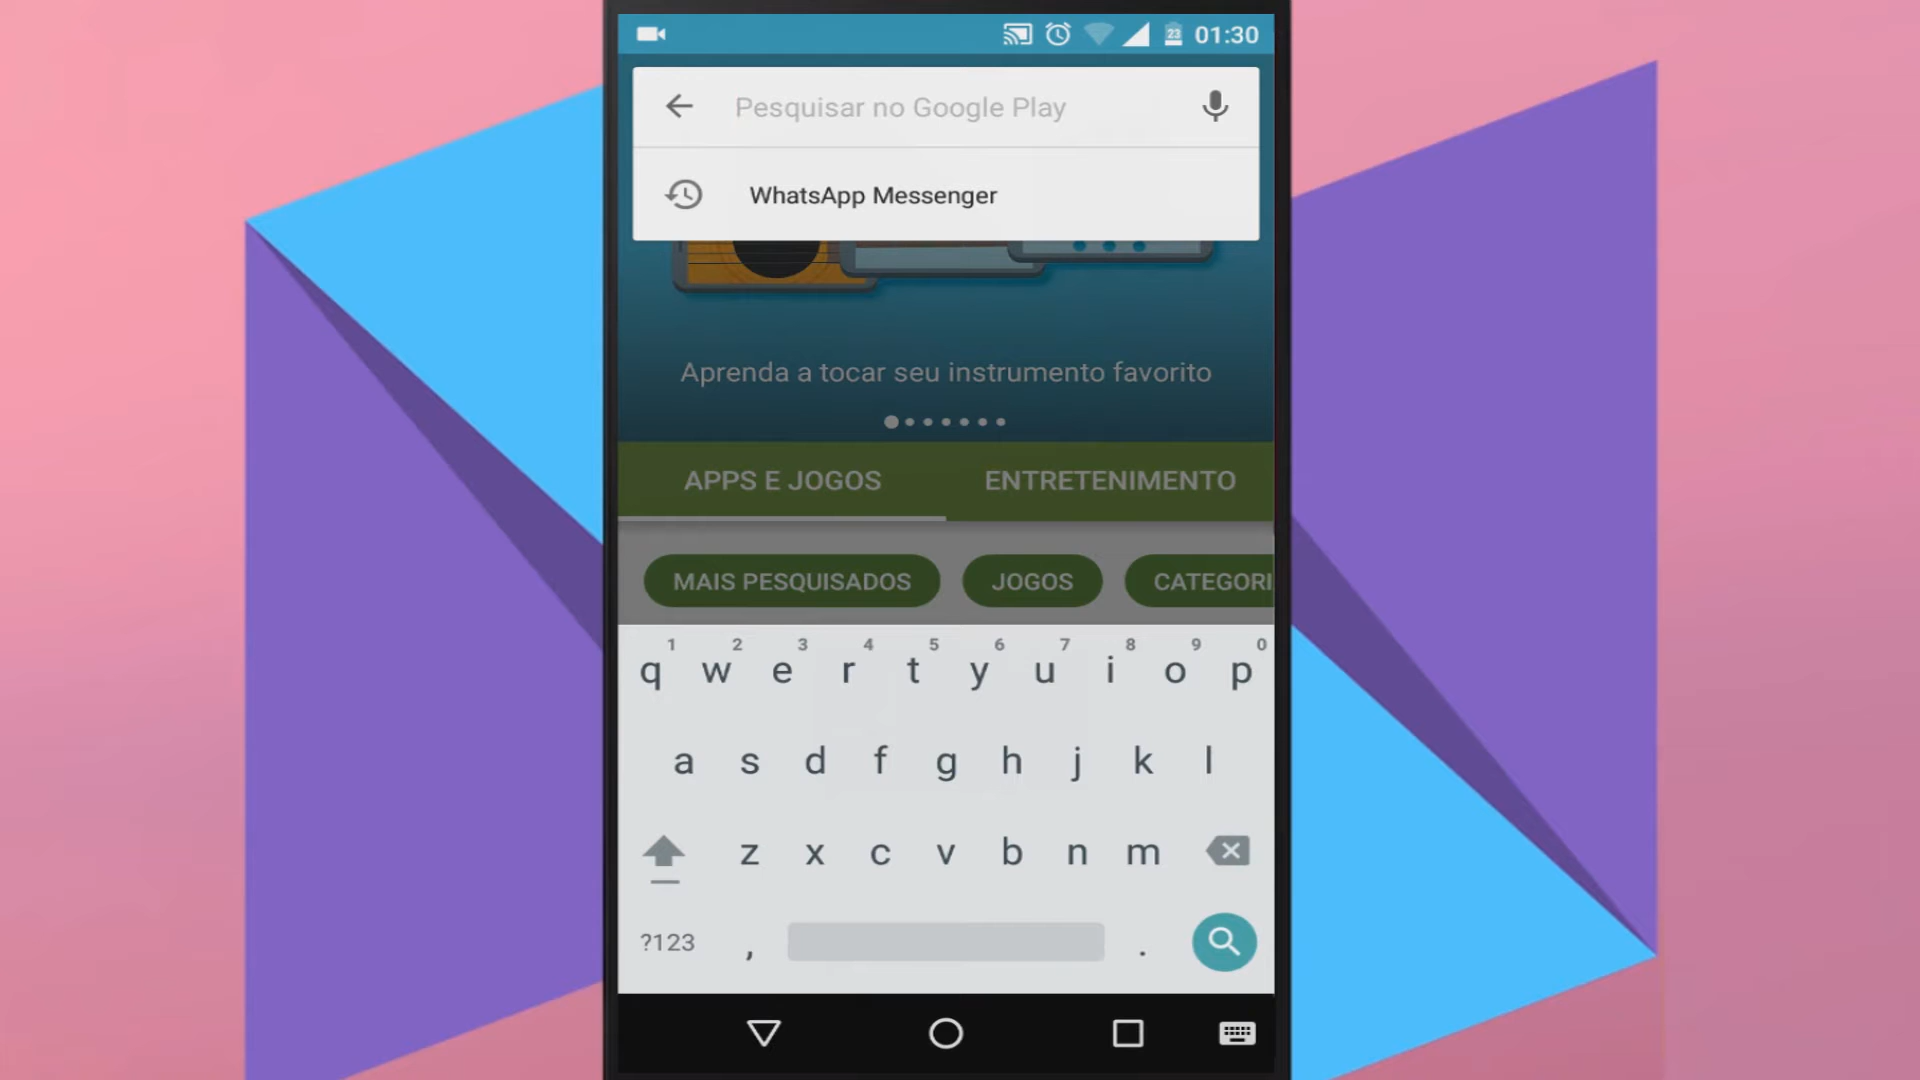 23 01:30
Pesquisar no Google Play
WhatsApp Messenger
Aprenda a tocar seu instrumento favorito
APPS E JOGOS ENTRETENIMENTO
MAIS PESQUISADOS JOGOS CATEGORI
1 2 3 4 5 6 7 8 9 0
q w e r t y u i o p
a s d f g h j k l
z x c v b n m
?123 , .